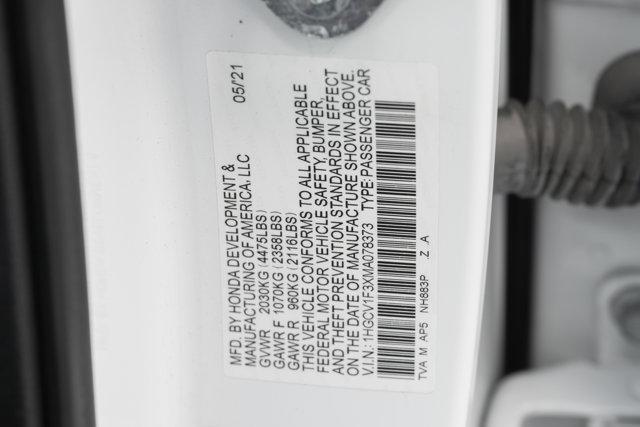 MFD. BY HONDA DEVELOPMENT & 05/'21
MANUFACTURING OF AMERICA, LLC
GVWR 2030KG (4475LBS)
GAWR F 1070KG (2358LBS)
GAWR R 960KG (2116LBS)
THIS VEHICLE CONFORMS TO ALL APPLICABLE
FEDERAL MOTOR VEHICLE SAFETY, BUMPER,
AND THEFT PREVENTION STANDARDS IN EFFECT
ON THE DATE OF MANUFACTURE SHOWN ABOVE.
V.I.N.: 1HGCV1F3XMA078373 TYPE:PASSENGER CAR
TVA M AP5 NH883P .Z .A